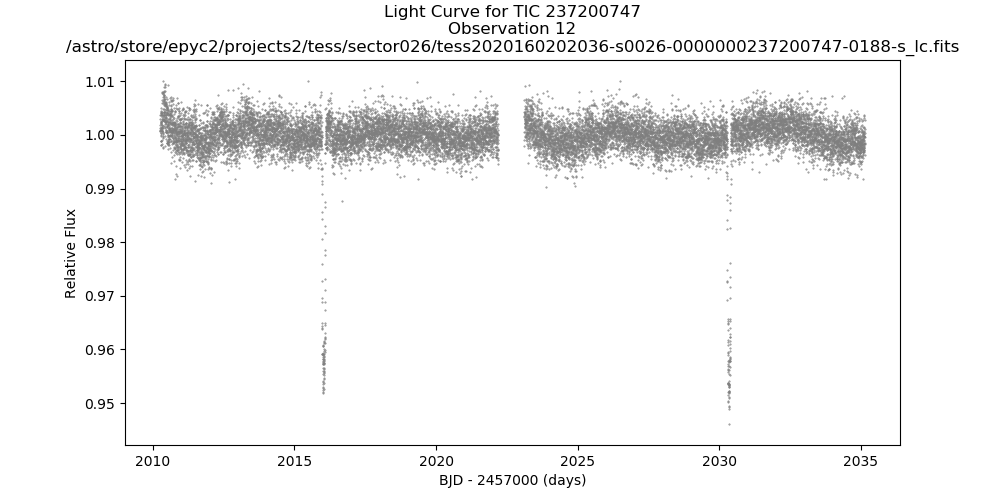 Light Curve for TIC 237200747
Observation 12
/astro/store/epyc2/projects2/tess/sector026/tess2020160202036-s0026-0000000237200747-0188-s_lc.fits
1.01
1.00
0.99
0.98
0.97
0.96
0.95
Relative Flux
2010 2015 2020 2025 2030 2035
BJD - 2457000 (days)